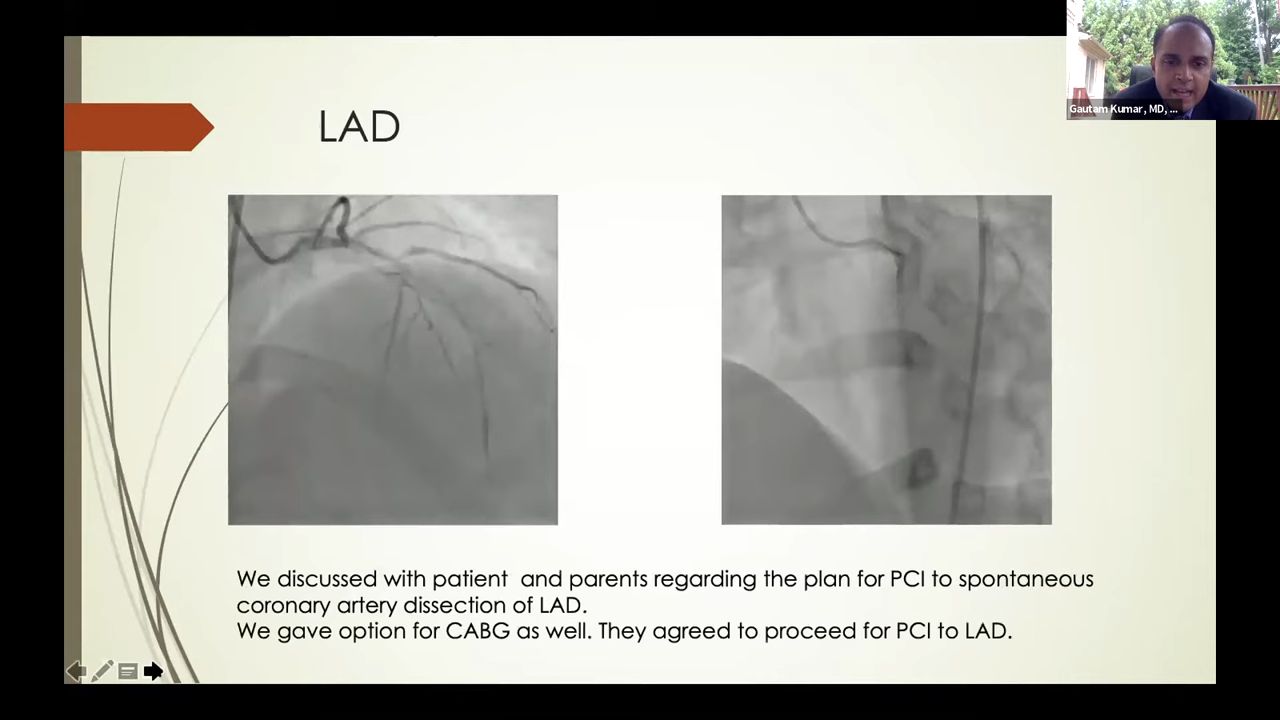 Gautam Kumar, MD, ...
LAD
We discussed with patient  and parents regarding the plan for PCI to spontaneous
coronary artery dissection of LAD.
We gave option for CABG as well. They agreed to proceed for PCI to LAD.